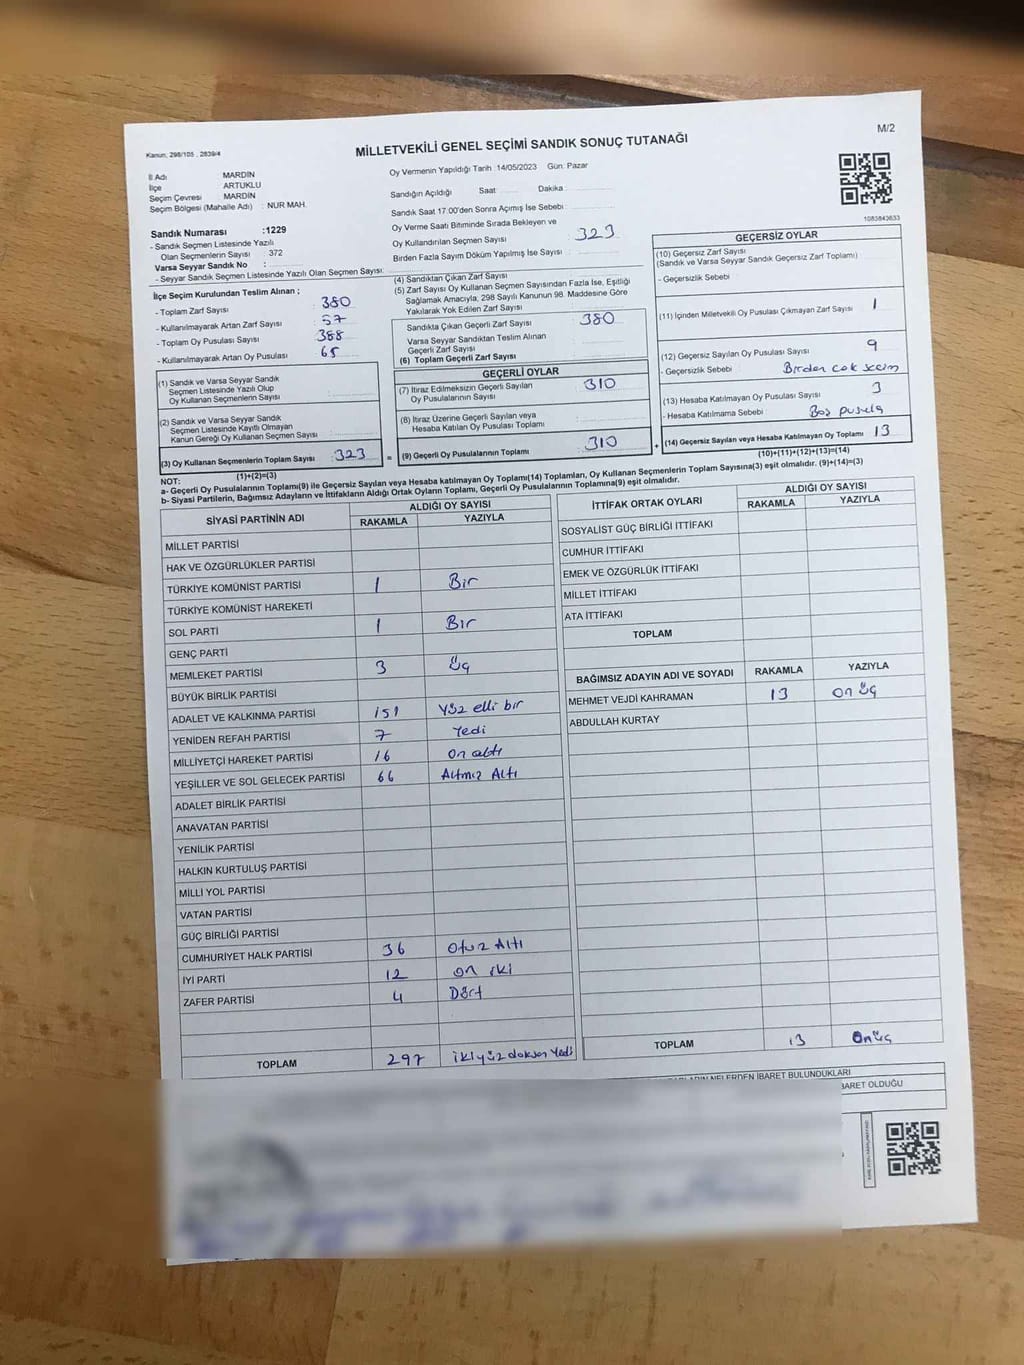 M/2
Kanun, 298/105 , 2839/4
MİLLETVEKİLİ GENEL SEÇİMİ SANDIK SONUÇ TUTANAĞI
İl Adı MARDİN
İlçe ARTUKLU
Seçim Çevresi MARDİN
Seçim Bölgesi (Mahalle Adı) : NUR MAH.
Oy Vermenin Yapıldığı Tarih :14/05/2023 Gün: Pazar
Sandığın Açıldığı Saat Dakika :
Sandık Saat 17.00'den Sonra Açımış İse Sebebi :
Oy Verme Saati Bitiminde Sırada Bekleyen ve
Oy Kullandırılan Seçmen Sayısı : 323
Birden Fazla Sayım Döküm Yapılmış İse Sayısı :
1083843633
Sandık Numarası :1229
- Sandık Seçmen Listesinde Yazılı
Olan Seçmenlerin Sayısı : 372
Varsa Seyyar Sandık No :
- Seyyar Sandık Seçmen Listesinde Yazılı Olan Seçmen Sayısı:
İlçe Seçim Kurulundan Teslim Alınan ;
- Toplam Zarf Sayısı : 380
- Kullanılmayarak Artan Zarf Sayısı : 57
- Toplam Oy Pusulası Sayısı : 388
- Kullanılmayarak Artan Oy Pusulası : 65
(1) Sandık ve Varsa Seyyar Sandık
Seçmen Listesinde Yazılı Olup
Oy Kullanan Seçmenlerin Sayısı :
(2) Sandık ve Varsa Seyyar Sandık
Seçmen Listesinde Kayıtlı Olmayan
Kanun Gereği Oy Kullanan Seçmen Sayısı :
(3) Oy Kullanan Seçmenlerin Toplam Sayısı : 323
(1)+(2)=(3)
(4) Sandıktan Çıkan Zarf Sayısı :
(5) Zarf Sayısı Oy Kullanan Seçmen Sayısından Fazla İse, Eşitliği
Sağlamak Amacıyla, 298 Sayılı Kanunun 98. Maddesine Göre
Yakılarak Yok Edilen Zarf Sayısı :
Sandıkta Çıkan Geçerli Zarf Sayısı : 380
Varsa Seyyar Sandıktan Teslim Alınan
Geçerli Zarf Sayısı :
(6) Toplam Geçerli Zarf Sayısı :
GEÇERLİ OYLAR
(7) İtiraz Edilmeksizin Geçerli Sayılan
Oy Pusulalarının Sayısı : 310
(8) İtiraz Üzerine Geçerli Sayılan veya
Hesaba Katılan Oy Pusulası Toplamı :
= (9) Geçerli Oy Pusulalarının Toplamı : 310
GEÇERSİZ OYLAR
(10) Geçersiz Zarf Sayısı
(Sandık ve Varsa Seyyar Sandık Geçersiz Zarf Toplamı) :
- Geçersizlik Sebebi :
(11) İçinden Milletvekili Oy Pusulası Çıkmayan Zarf Sayısı : 1
(12) Geçersiz Sayılan Oy Pusulası Sayısı : 9
- Geçersizlik Sebebi : Birden çok seçim
(13) Hesaba Katılmayan Oy Pusulası Sayısı : 3
- Hesaba Katılmama Sebebi : Boş pusula
+ (14) Geçersiz Sayılan veya Hesaba Katılmayan Oy Toplamı : 13
(10)+(11)+(12)+(13)=(14)
NOT:
a- Geçerli Oy Pusulalarının Toplamı(9) ile Geçersiz Sayılan veya Hesaba katılmayan Oy Toplamı(14) Toplamları, Oy Kullanan Seçmenlerin Toplam Sayısına(3) eşit olmalıdır. (9)+(14)=(3)
b- Siyasi Partilerin, Bağımsız Adayların ve İttifakların Aldığı Ortak Oyların Toplamı, Geçerli Oy Pusulalarının Toplamına(9) eşit olmalıdır.
SİYASİ PARTİNİN ADI ALDIĞI OY SAYISI
RAKAMLA YAZIYLA
MİLLET PARTİSİ
HAK VE ÖZGÜRLÜKLER PARTİSİ
TÜRKİYE KOMÜNİST PARTİSİ 1 Bir
TÜRKİYE KOMÜNİST HAREKETİ
SOL PARTİ 1 Bir
GENÇ PARTİ
MEMLEKET PARTİSİ 3 üç
BÜYÜK BİRLİK PARTİSİ
ADALET VE KALKINMA PARTİSİ 151 Yüz elli bir
YENİDEN REFAH PARTİSİ 7 Yedi
MİLLİYETÇİ HAREKET PARTİSİ 16 On altı
YEŞİLLER VE SOL GELECEK PARTİSİ 66 Altmış Altı
ADALET BİRLİK PARTİSİ
ANAVATAN PARTİSİ
YENİLİK PARTİSİ
HALKIN KURTULUŞ PARTİSİ
MİLLİ YOL PARTİSİ
VATAN PARTİSİ
GÜÇ BİRLİĞİ PARTİSİ
CUMHURİYET HALK PARTİSİ 36 Otuz Altı
İYİ PARTİ 12 on iki
ZAFER PARTİSİ 4 Dört
TOPLAM 297 ikiyüz doksan yedi
İTTİFAK ORTAK OYLARI ALDIĞI OY SAYISI
RAKAMLA YAZIYLA
SOSYALİST GÜÇ BİRLİĞİ İTTİFAKI
CUMHUR İTTİFAKI
EMEK VE ÖZGÜRLÜK İTTİFAKI
MİLLET İTTİFAKI
ATA İTTİFAKI
TOPLAM
BAĞIMSIZ ADAYIN ADI VE SOYADI RAKAMLA YAZIYLA
MEHMET VEJDİ KAHRAMAN 13 on üç
ABDULLAH KURTAY
TOPLAM 13 Onüç
NELERDEN İBARET BULUNDUKLARI
İBARET OLDUĞU